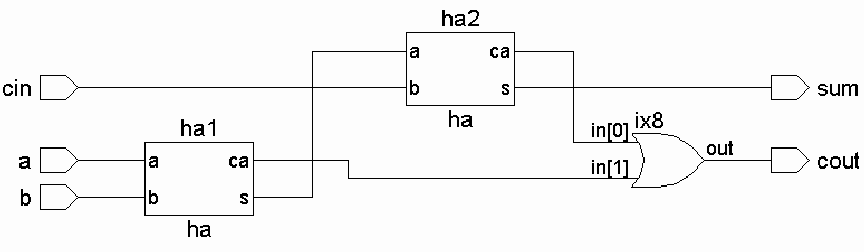 ha2
a ca
cin b s sum
ha
ha1 in[0] ix8
a a ca in[1] out cout
b b s
ha